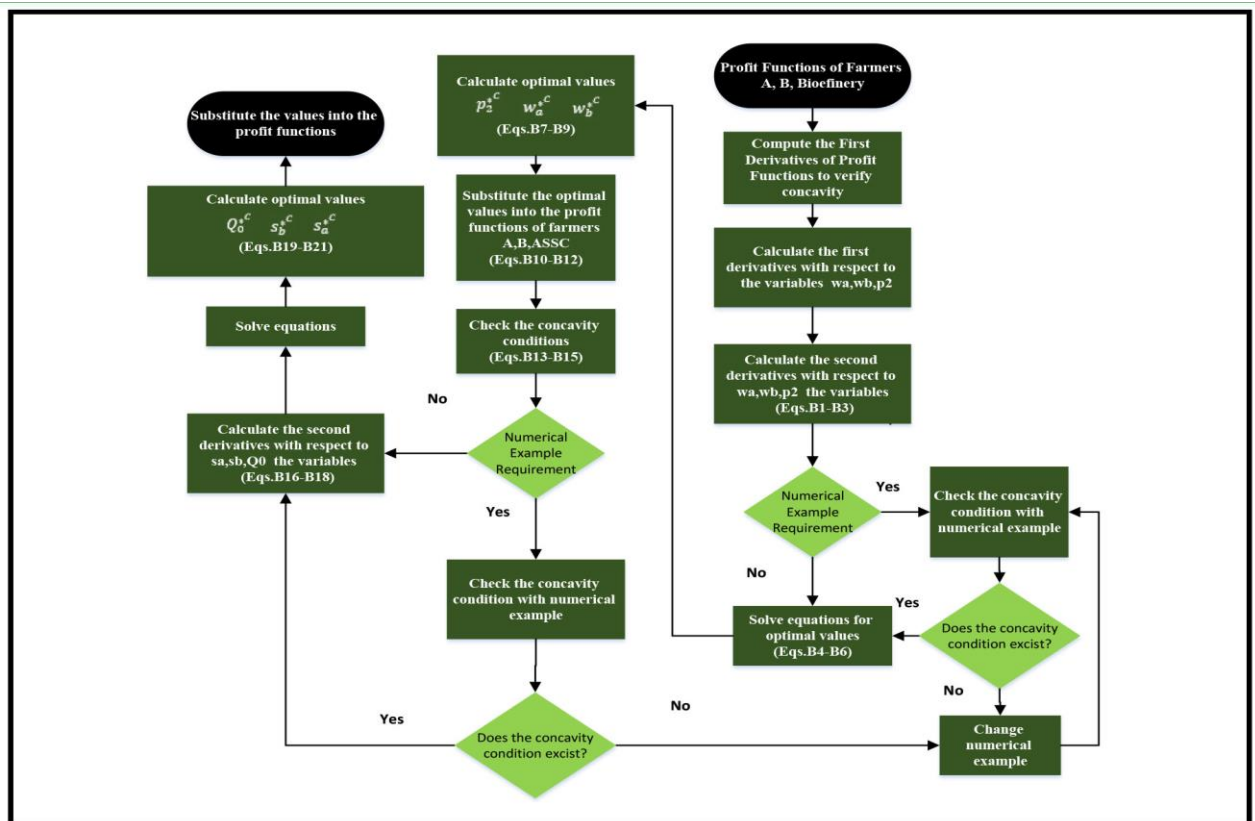 Profit Functions of Farmers
A, B, Bioefinery
Compute the First
Derivatives of Profit
Functions to verify
concavity
Calculate the first
derivatives with respect to
the variables wa,wb,p2
Calculate the second
derivatives with respect to
wa,wb,p2 the variables
(Eqs.B1-B3)
Numerical
Example
Requirement
Yes
No
Check the concavity
condition with
numerical example
Does the concavity
condition excist?
Yes
No
Change
numerical
example
Solve equations for
optimal values
(Eqs.B4-B6)
Calculate optimal values
p₂*ᶜ wₐ*ᶜ w_b*ᶜ
(Eqs.B7-B9)
Substitute the optimal
values into the profit
functions of farmers
A,B,ASSC
(Eqs.B10-B12)
Check the concavity
conditions
(Eqs.B13-B15)
Numerical
Example
Requirement
No
Yes
Check the concavity
condition with numerical
example
Does the concavity
condition excist?
Yes
No
Calculate the second
derivatives with respect to
sa,sb,Q0 the variables
(Eqs.B16-B18)
Solve equations
Calculate optimal values
Q₀*ᶜ s_b*ᶜ sₐ*ᶜ
(Eqs.B19-B21)
Substitute the values into the
profit functions